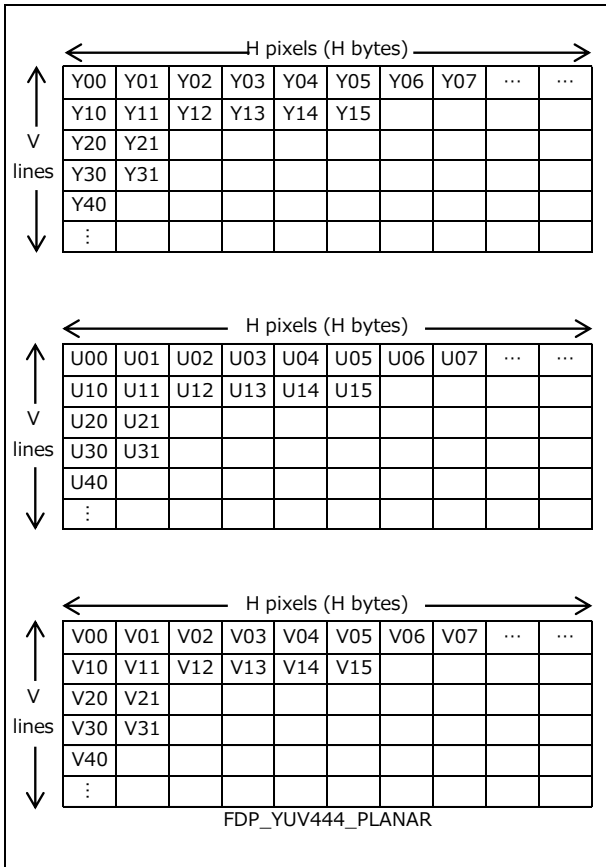 H pixels (H bytes)
Y00 Y01 Y02 Y03 Y04 Y05 Y06 Y07 … …
Y10 Y11 Y12 Y13 Y14 Y15
V Y20 Y21
lines Y30 Y31
Y40
⋮
H pixels (H bytes)
U00 U01 U02 U03 U04 U05 U06 U07 … …
U10 U11 U12 U13 U14 U15
V U20 U21
lines U30 U31
U40
⋮
H pixels (H bytes)
V00 V01 V02 V03 V04 V05 V06 V07 … …
V10 V11 V12 V13 V14 V15
V V20 V21
lines V30 V31
V40
⋮
FDP_YUV444_PLANAR